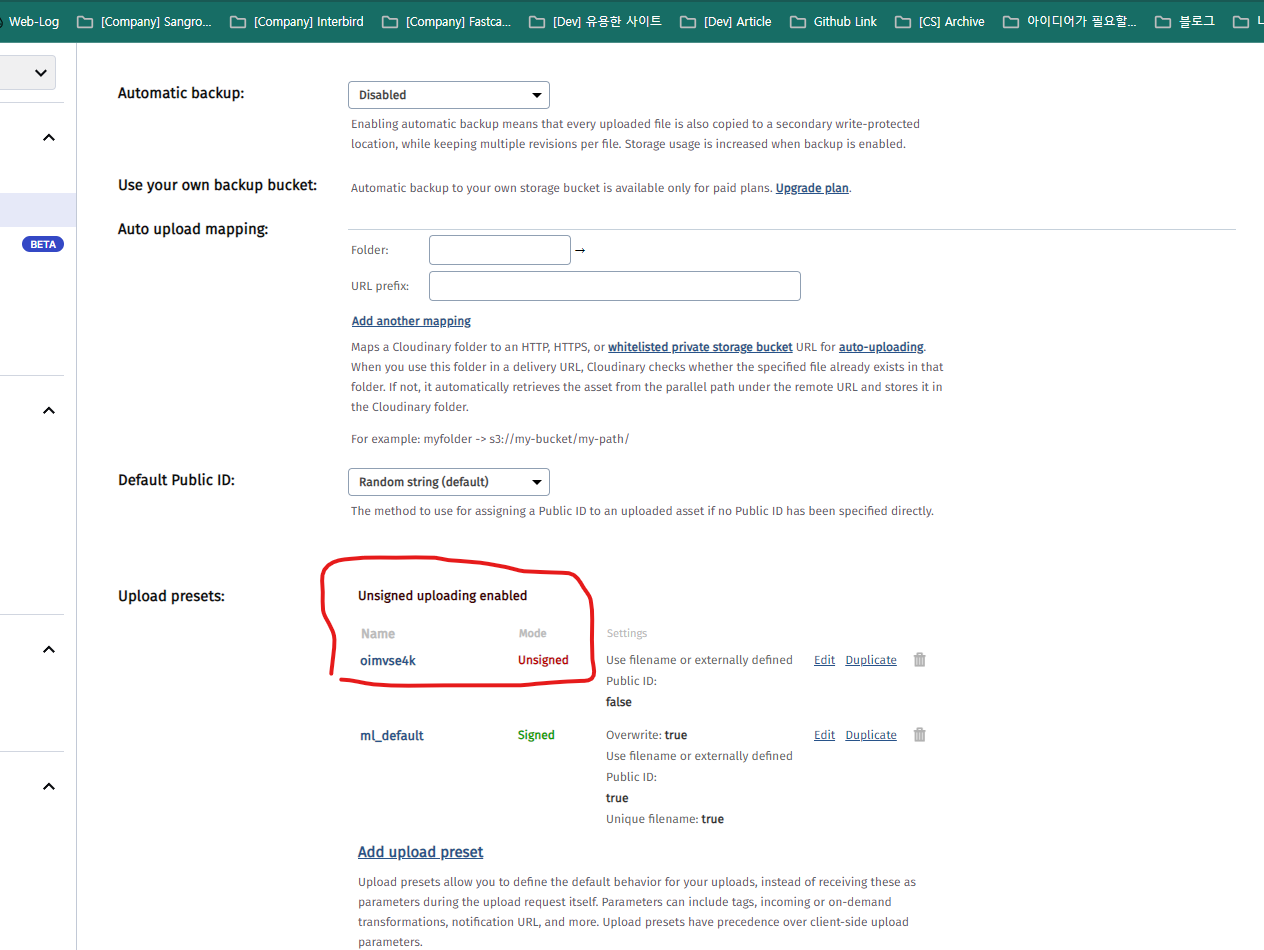 Web-Log [Company] Sangro... [Company] Interbird [Company] Fastca... [Dev] 유용한 사이트 [Dev] Article Github Link [CS] Archive 아이디어가 필요할... 블로그
Automatic backup: Disabled
Enabling automatic backup means that every uploaded file is also copied to a secondary write-protected
location, while keeping multiple revisions per file. Storage usage is increased when backup is enabled.
Use your own backup bucket: Automatic backup to your own storage bucket is available only for paid plans. Upgrade plan.
Auto upload mapping:
BETA
Folder: →
URL prefix:
Add another mapping
Maps a Cloudinary folder to an HTTP, HTTPS, or whitelisted private storage bucket URL for auto-uploading.
When you use this folder in a delivery URL, Cloudinary checks whether the specified file already exists in that
folder. If not, it automatically retrieves the asset from the parallel path under the remote URL and stores it in
the Cloudinary folder.
For example: myfolder -> s3://my-bucket/my-path/
Default Public ID: Random string (default)
The method to use for assigning a Public ID to an uploaded asset if no Public ID has been specified directly.
Upload presets: Unsigned uploading enabled
Name Mode Settings
oimvse4k Unsigned Use filename or externally defined Edit Duplicate
Public ID:
false
ml_default Signed Overwrite: true Edit Duplicate
Use filename or externally defined
Public ID:
true
Unique filename: true
Add upload preset
Upload presets allow you to define the default behavior for your uploads, instead of receiving these as
parameters during the upload request itself. Parameters can include tags, incoming or on-demand
transformations, notification URL, and more. Upload presets have precedence over client-side upload
parameters.